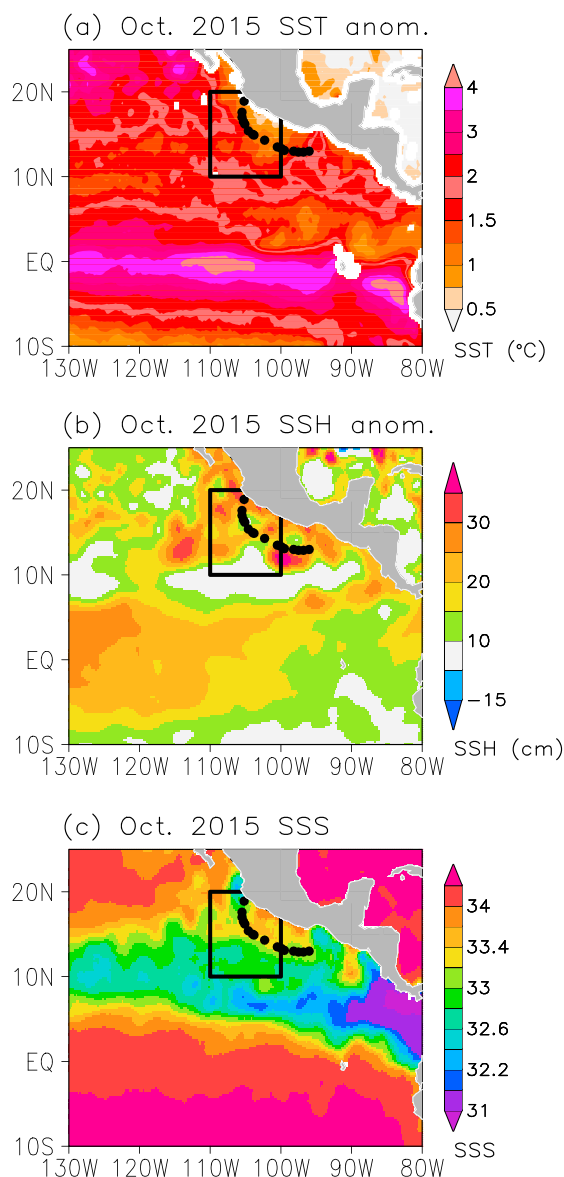 (a) Oct. 2015 SST anom.
20N
10N
EQ
10S
130W 120W 110W 100W 90W 80W
4
3
2
1.5
1
0.5
SST (°C)
(b) Oct. 2015 SSH anom.
20N
10N
EQ
10S
130W 120W 110W 100W 90W 80W
30
20
10
−15
SSH (cm)
(c) Oct. 2015 SSS
20N
10N
EQ
10S
130W 120W 110W 100W 90W 80W
34
33.4
33
32.6
32.2
31
SSS